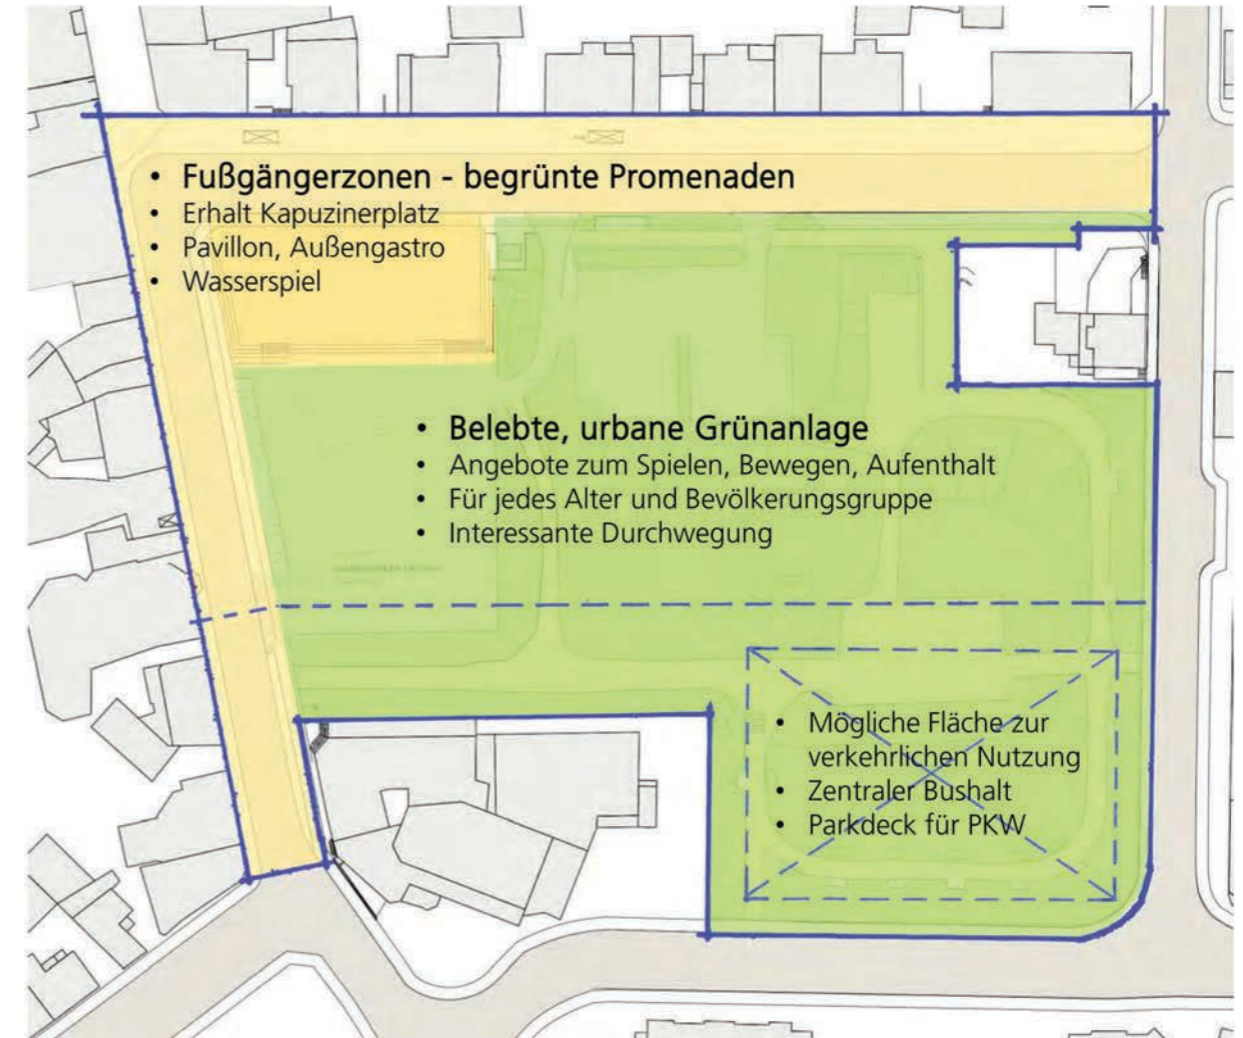 • Fußgängerzonen - begrünte Promenaden
• Erhalt Kapuzinerplatz
• Pavillon, Außengastro
• Wasserspiel
• Belebte, urbane Grünanlage
• Angebote zum Spielen, Bewegen, Aufenthalt
• Für jedes Alter und Bevölkerungsgruppe
• Interessante Durchwegung
• Mögliche Fläche zur
verkehrlichen Nutzung
• Zentraler Bushalt
• Parkdeck für PKW